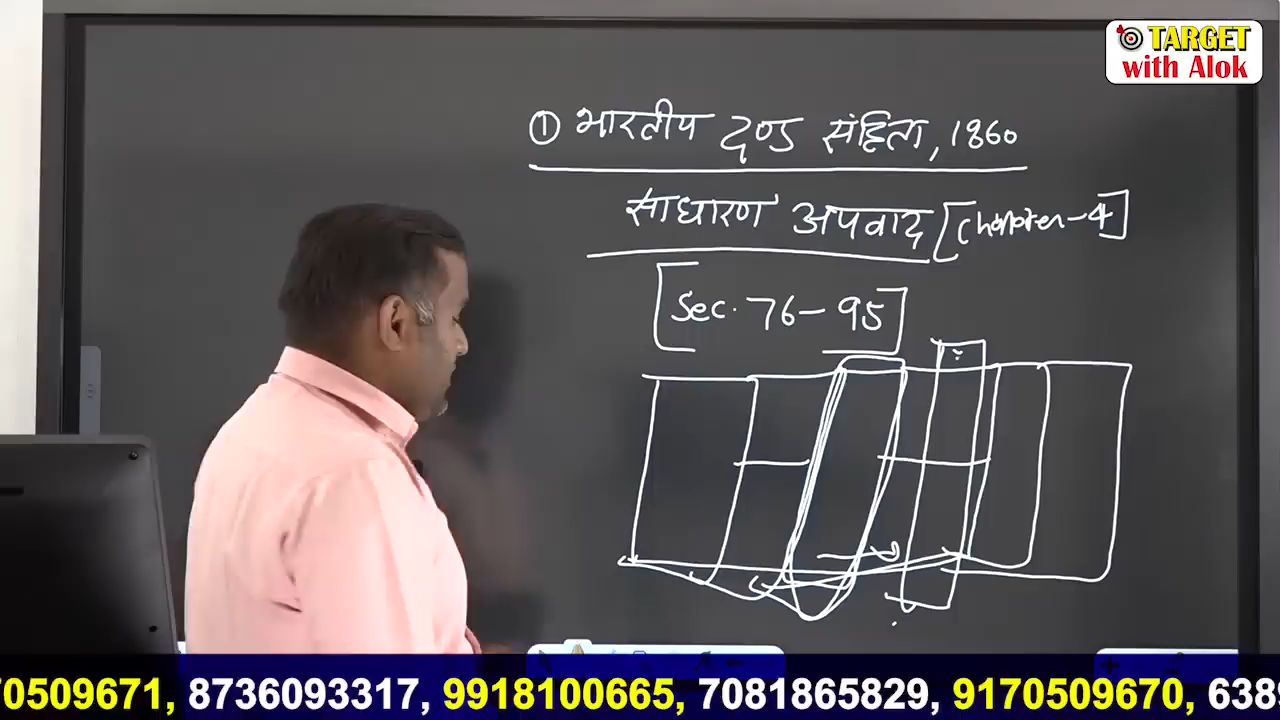 TARGET
with Alok
① भारतीय दण्ड संहिता, 1860
साधारण अपवाद [Chapter-4]
[Sec. 76-95]
70509671, 8736093317, 9918100665, 7081865829, 9170509670, 6389